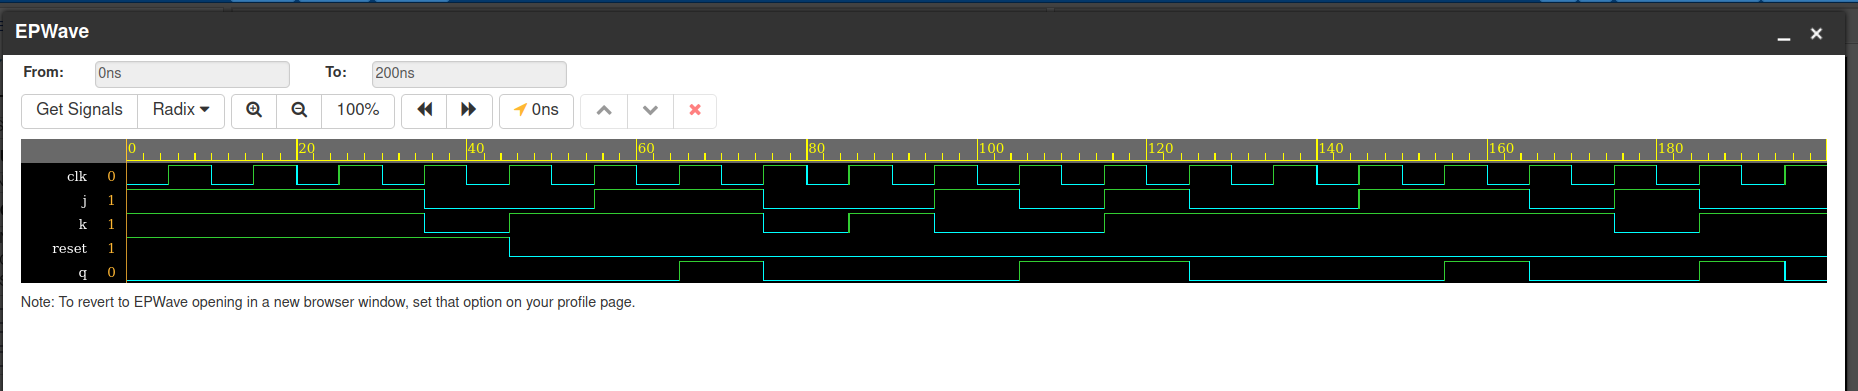 EPWave
From: 0ns To: 200ns
Get Signals Radix 100% 0ns
0 20 40 60 80 100 120 140 160 180
clk 0
j 1
k 1
reset 1
q 0
Note: To revert to EPWave opening in a new browser window, set that option on your profile page.